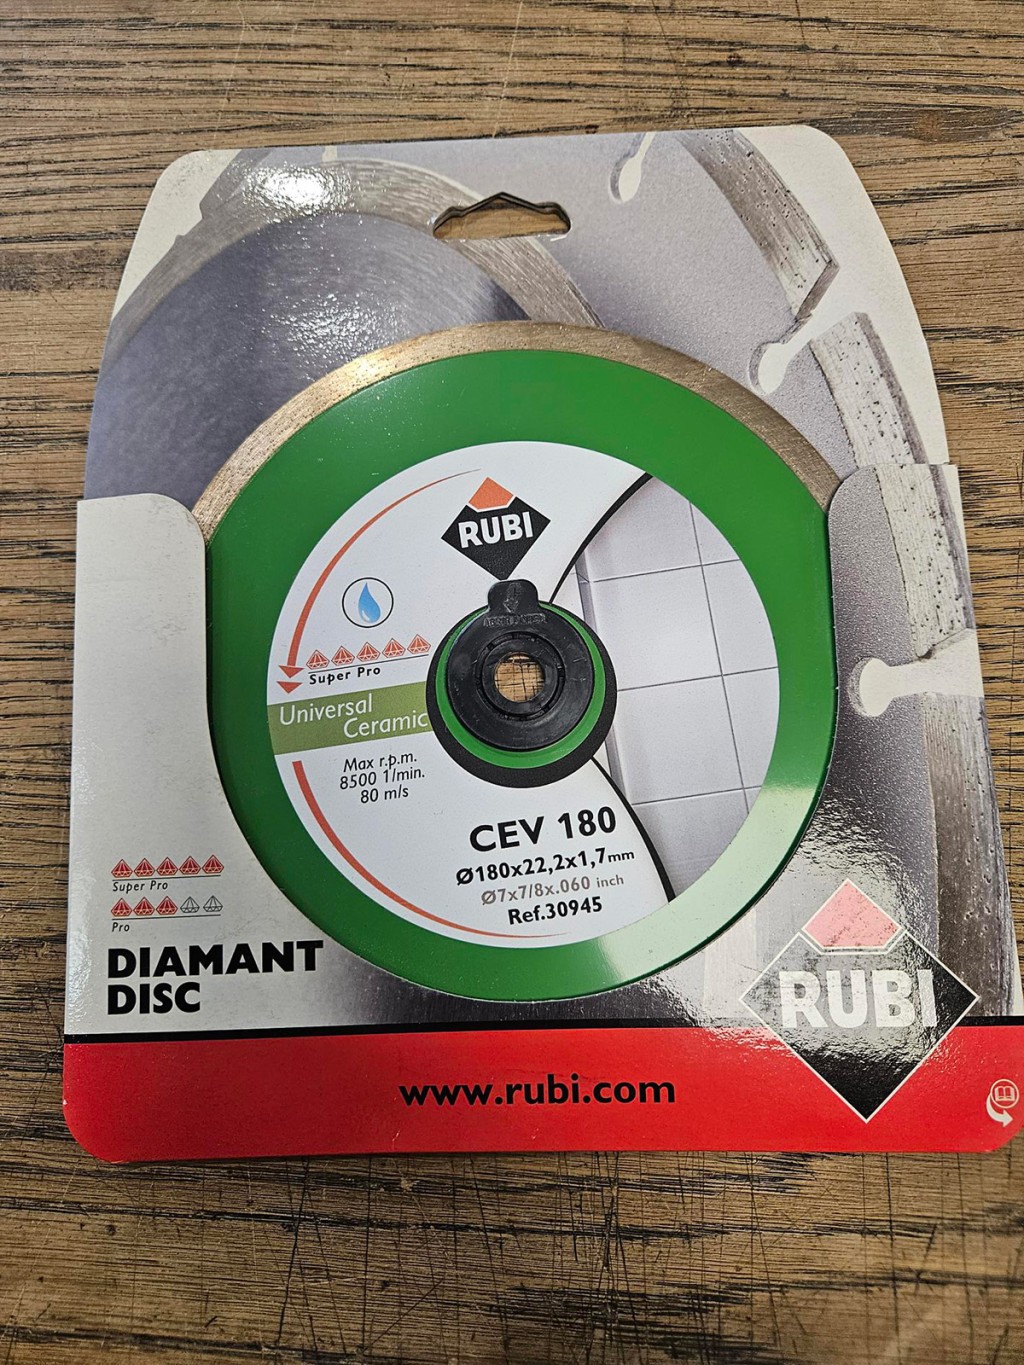 RUBI
Super Pro
Universal
Ceramic
Max r.p.m.
8500 1/min.
80 m/s
CEV 180
Ø180x22,2x1,7mm
Ø7x7/8x.060 inch
Ref.30945
Super Pro
Pro
DIAMANT
DISC
RUBI
www.rubi.com